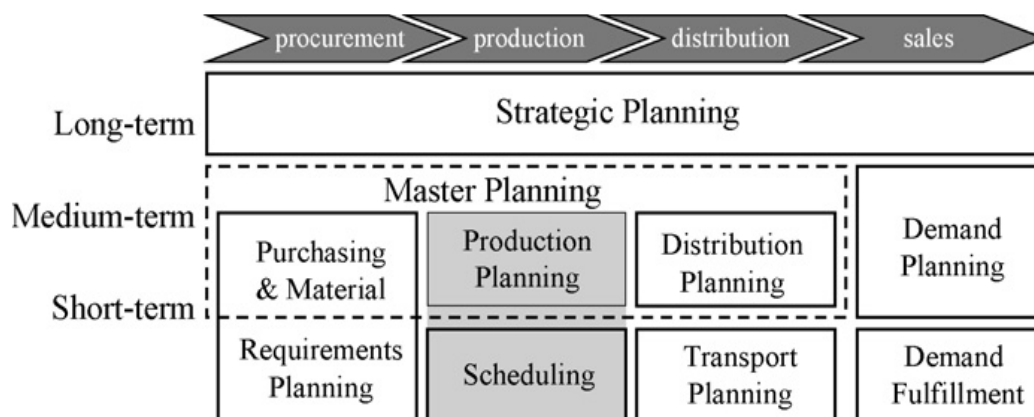 procurement
production
distribution
sales
Long-term
Strategic Planning
Medium-term
Master Planning
Purchasing
& Material
Requirements
Planning
Production
Planning
Distribution
Planning
Demand
Planning
Short-term
Scheduling
Transport
Planning
Demand
Fulfillment